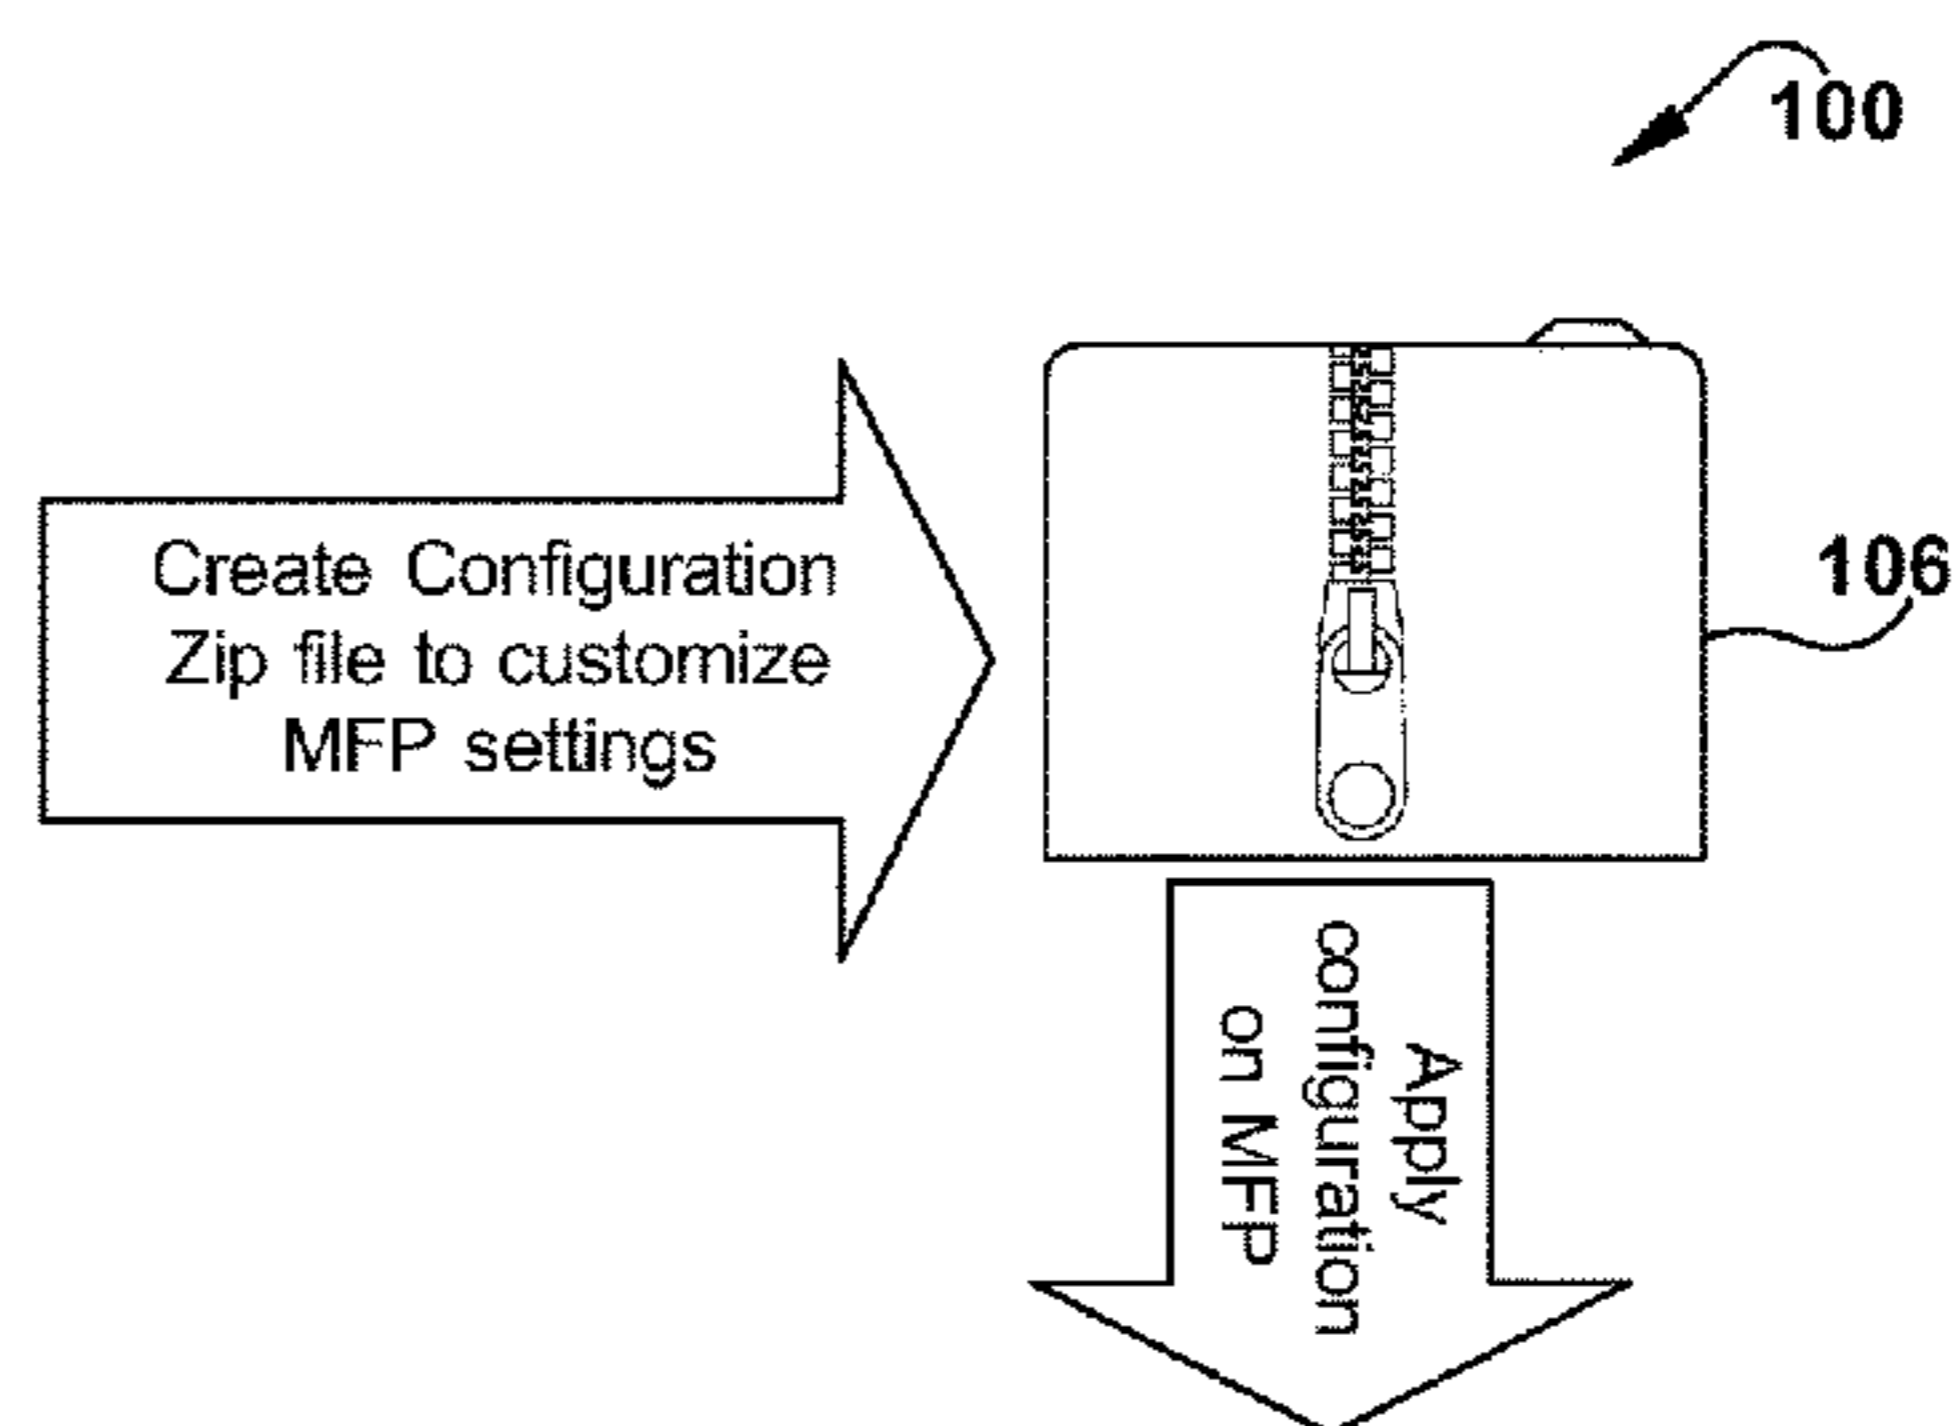 100
Create Configuration
Zip file to customize
MFP settings
106
Apply
configuration
on MFP